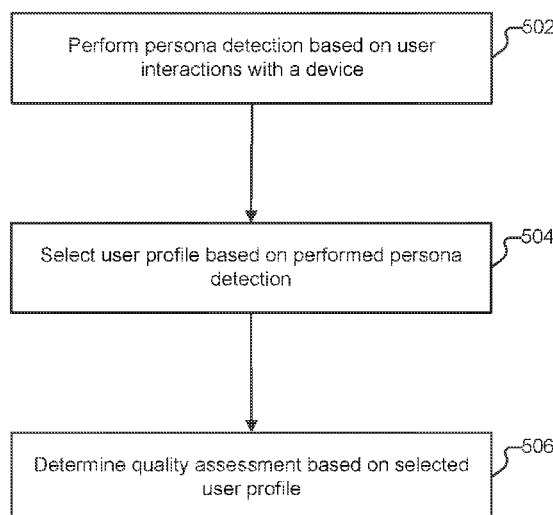 Perform persona detection based on user
interactions with a device
502
Select user profile based on performed persona
detection
504
Determine quality assessment based on selected
user profile
506